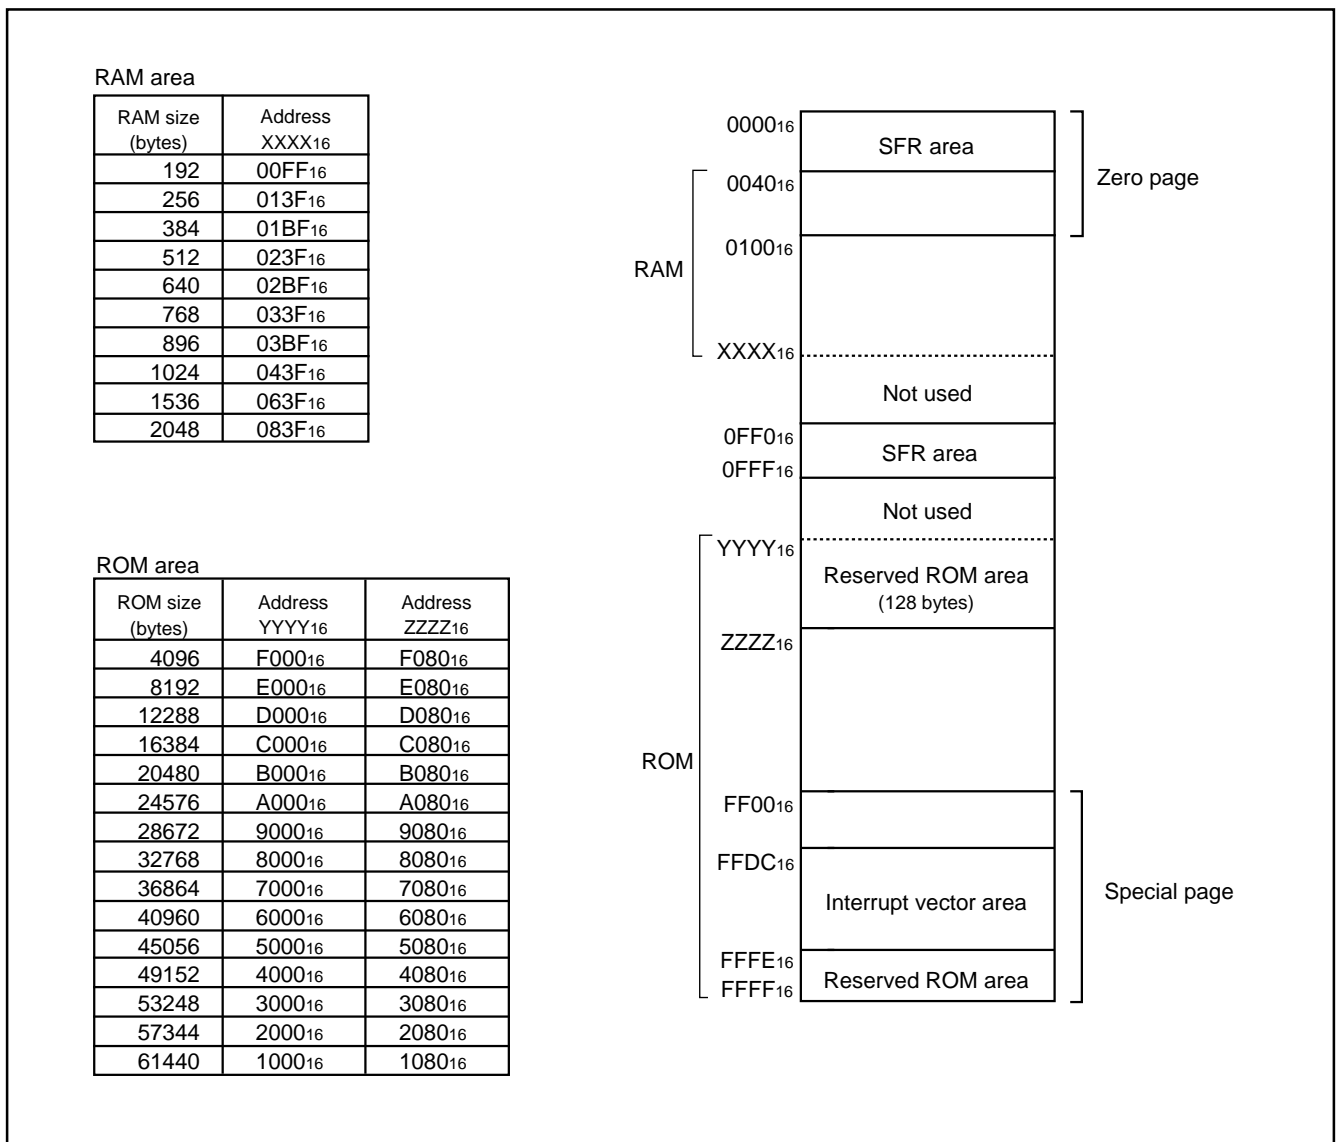 RAM area
RAM size (bytes) Address XXXX16
192 00FF16
256 013F16
384 01BF16
512 023F16
640 02BF16
768 033F16
896 03BF16
1024 043F16
1536 063F16
2048 083F16
ROM area
ROM size (bytes) Address YYYY16 Address ZZZZ16
4096 F00016 F08016
8192 E00016 E08016
12288 D00016 D08016
16384 C00016 C08016
20480 B00016 B08016
24576 A00016 A08016
28672 900016 908016
32768 800016 808016
36864 700016 708016
40960 600016 608016
45056 500016 508016
49152 400016 408016
53248 300016 308016
57344 200016 208016
61440 100016 108016
000016
SFR area
Zero page
004016
010016
RAM
XXXX16
Not used
0FF016
SFR area
0FFF16
Not used
YYYY16
Reserved ROM area
(128 bytes)
ZZZZ16
ROM
FF0016
FFDC16
Interrupt vector area
Special page
FFFE16
Reserved ROM area
FFFF16